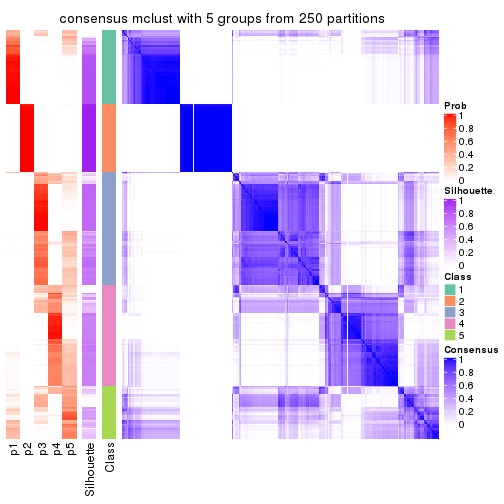 consensus mclust with 5 groups from 250 partitions
Prob
1
0.8
0.6
0.4
0.2
0
Silhouette
1
0.8
0.6
0.4
0.2
0
Class
1
2
3
4
5
Consensus
1
0.8
0.6
0.4
0.2
0
p1
p2
p3
p4
p5
Silhouette
Class